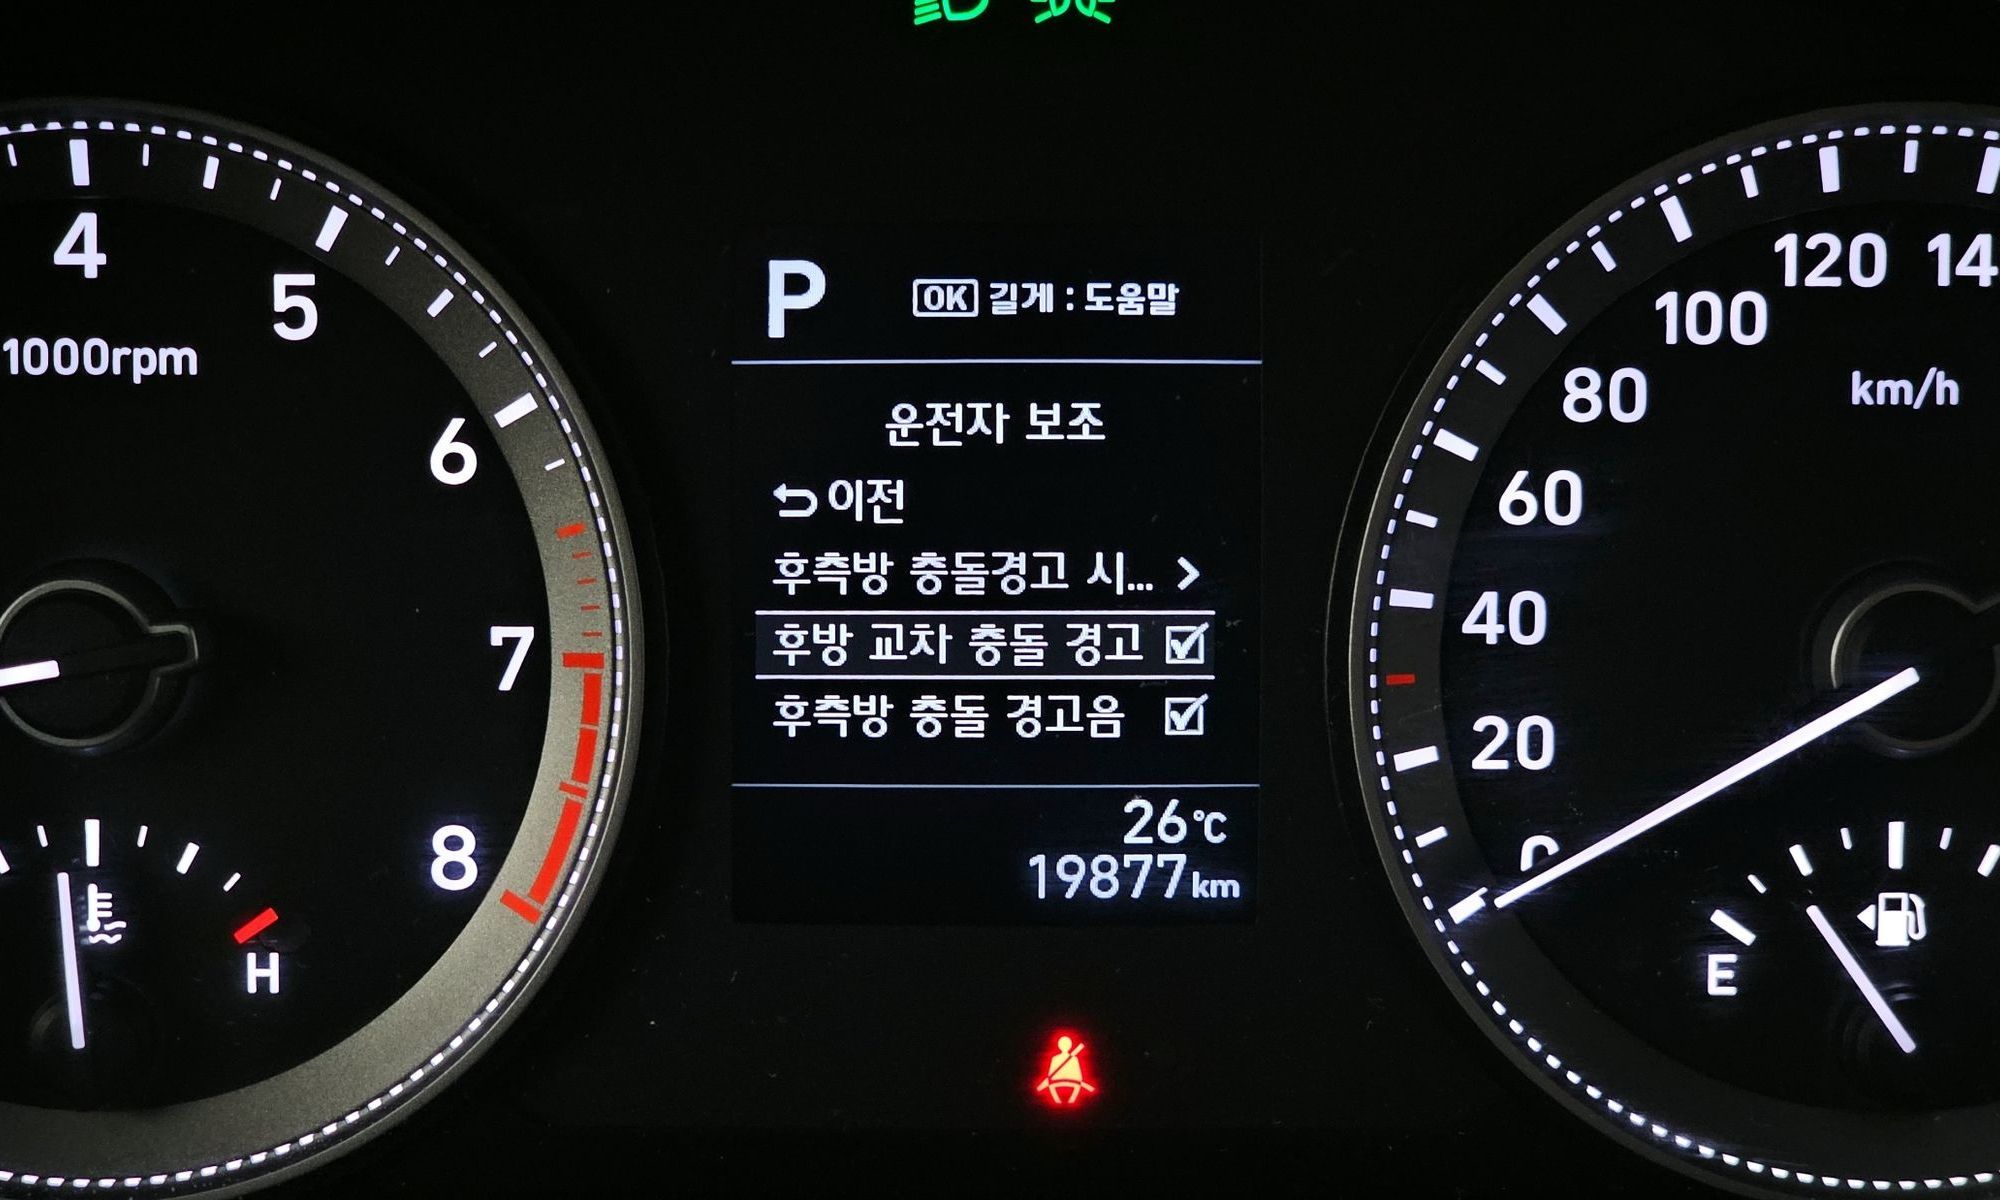 4
5
1000rpm
6
7
8
H
P
OK 길게 : 도움말
운전자 보조
이전
후측방 충돌경고 시...
후방 교차 충돌 경고
후측방 충돌 경고음
26℃
19877km
120
100
80
km/h
60
40
20
0
E